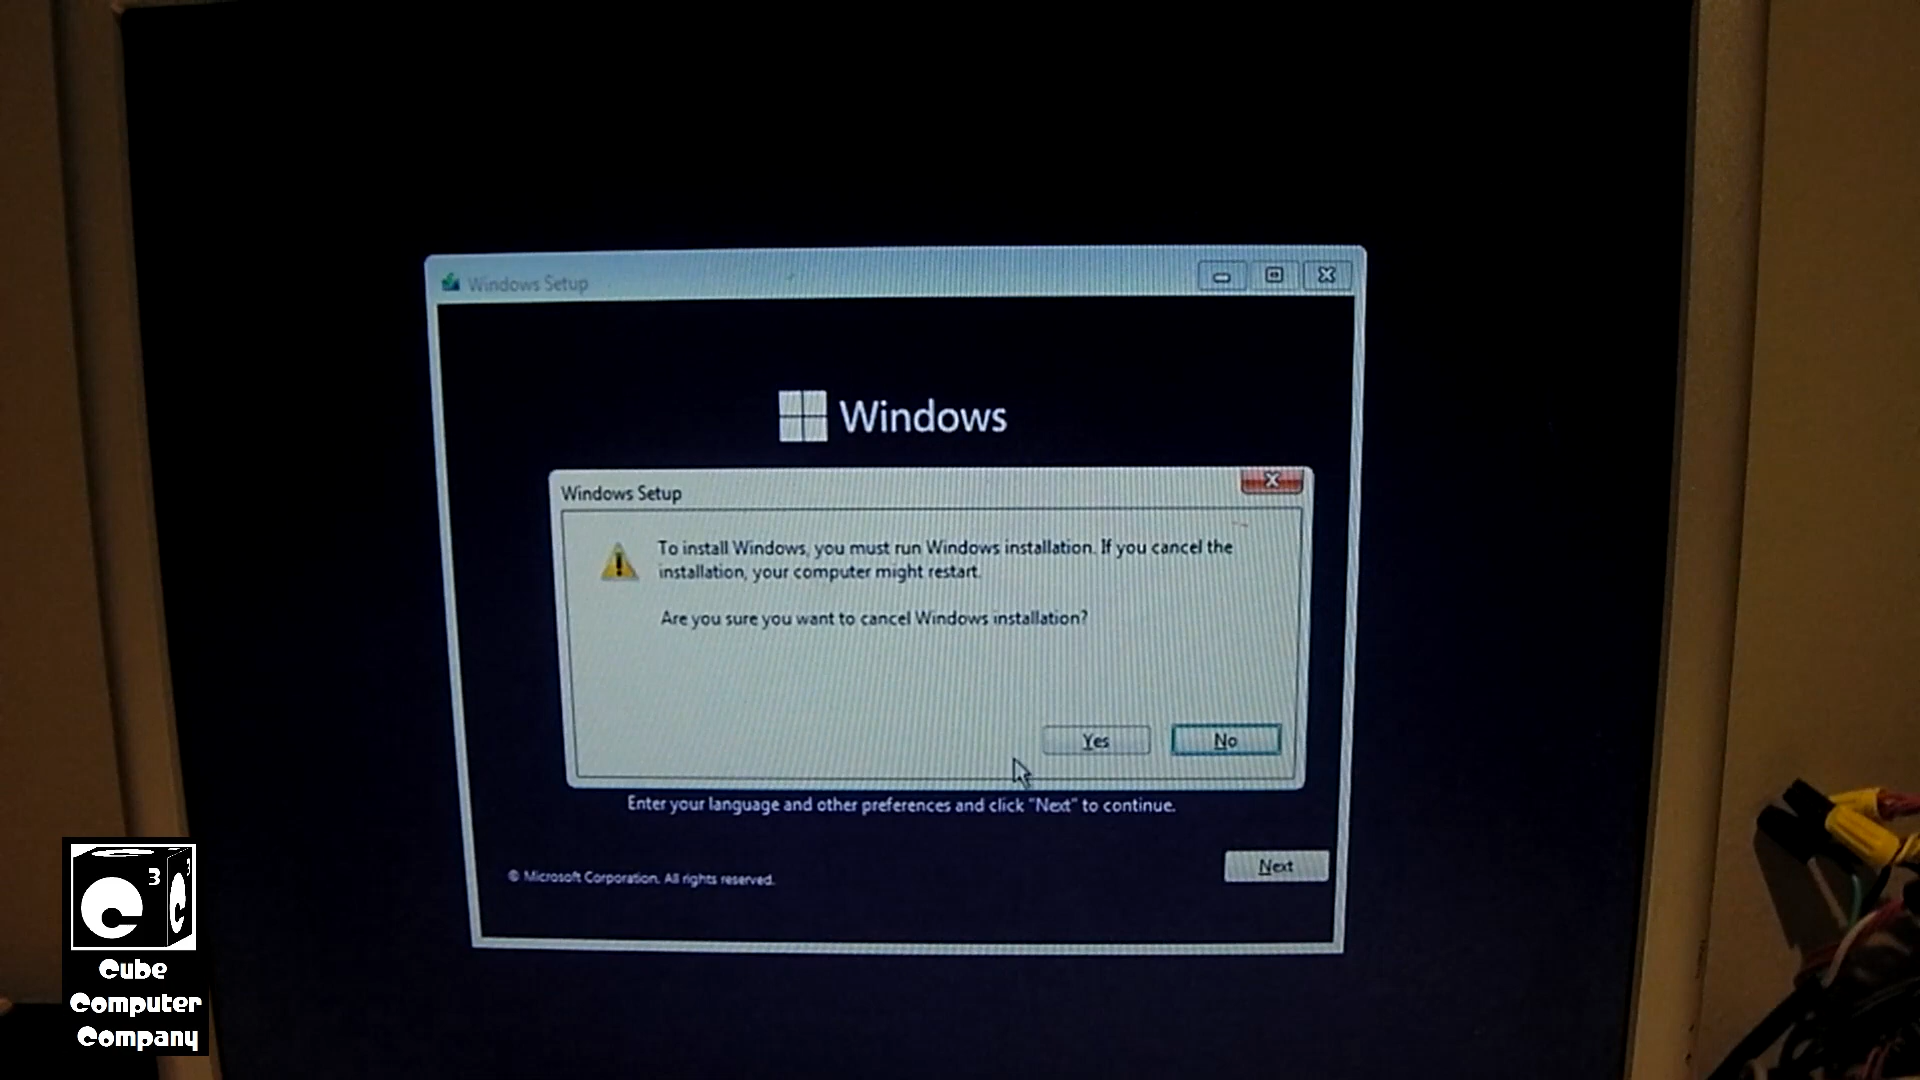 Windows Setup
Windows
Windows Setup
To install Windows, you must run Windows installation. If you cancel the
installation, your computer might restart.
Are you sure you want to cancel Windows installation?
Yes
No
Enter your language and other preferences and click "Next" to continue.
Next
© Microsoft Corporation. All rights reserved.
C 3
C 3
Cube
Computer
Company